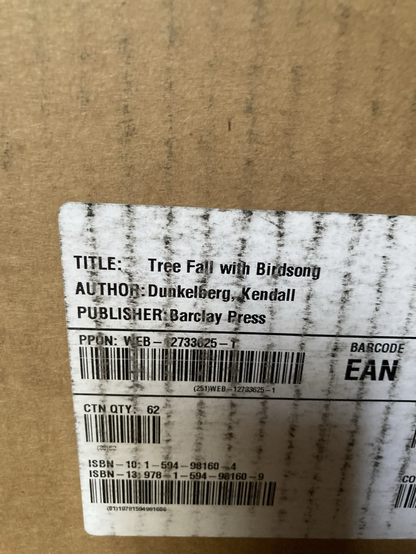 TITLE: Tree Fall with Birdsong
AUTHOR: Dunkelberg, Kendall
PUBLISHER: Barclay Press
PPON: WEB-12733625-1
BARCODE
EAN
(251)WEB-12733625-1
CTN QTY: 62
ISBN-10: 1-594-98160-4
ISBN-13: 978-1-594-98160-9